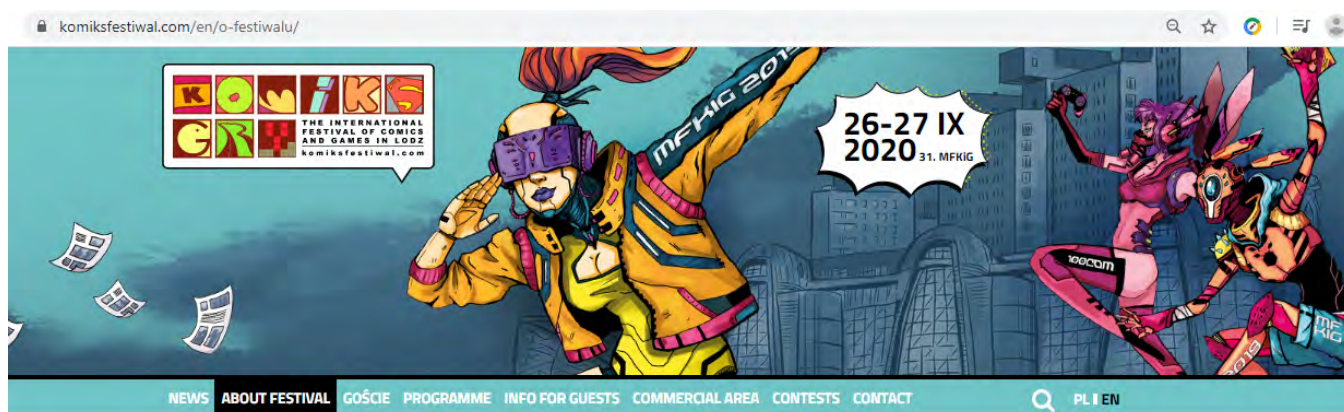 komiksfestiwal.com/en/o-festiwalu/
KOMIKS
GRY
THE INTERNATIONAL
FESTIVAL OF COMICS
AND GAMES IN LODZ
komiksfestiwal.com
MFKIG 2019
26-27 IX
2020 31. MFKiG
100COM
MFKIG
2019
NEWS ABOUT FESTIVAL GOŚCIE PROGRAMME INFO FOR GUESTS COMMERCIAL AREA CONTESTS CONTACT PL EN